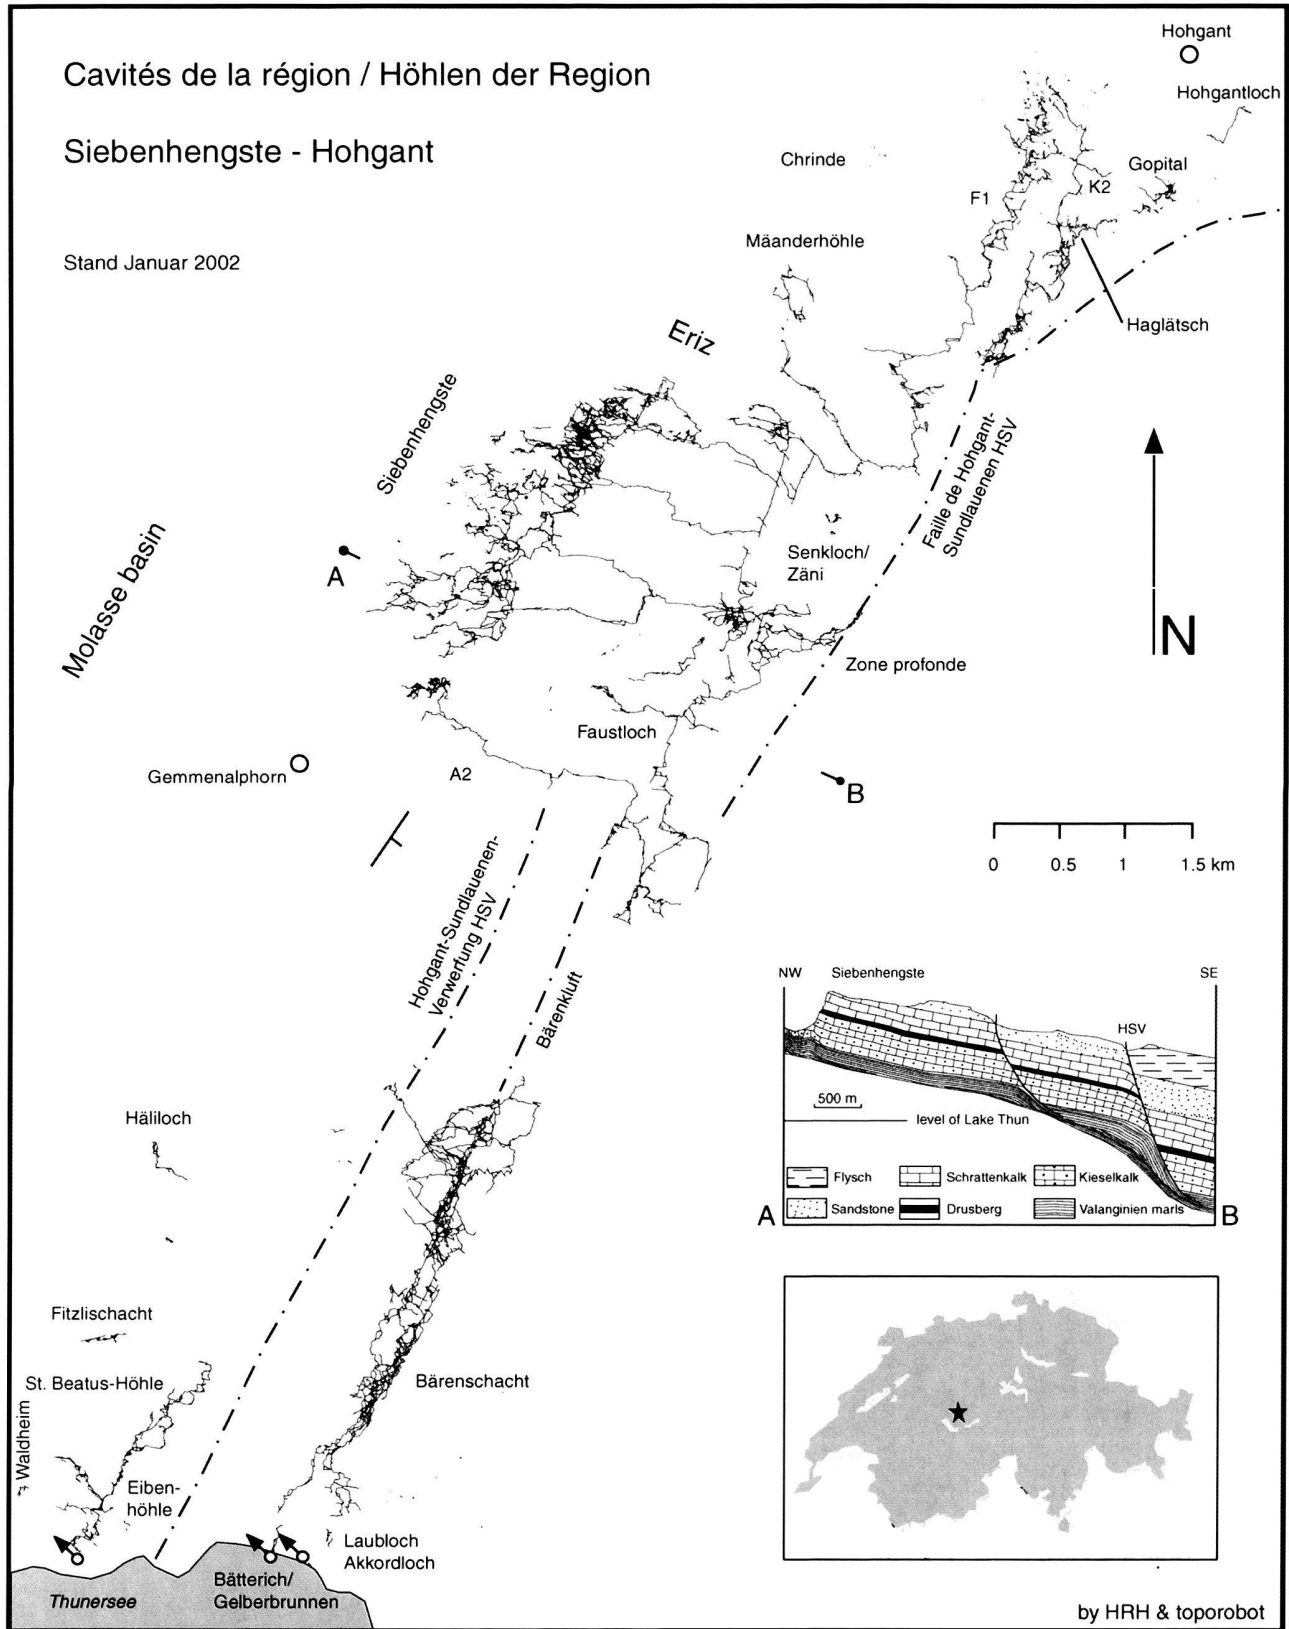 Cavités de la région / Höhlen der Region
Siebenhengste - Hohgant
Stand Januar 2002
Hohgant
Hohgantloch
Chrinde
Gopital
F1
K2
Mäanderhöhle
Haglätsch
Eriz
Siebenhengste
Faille de Hohgant-
Sundlauenen HSV
Molasse basin
A
Senkloch/
Zäni
N
Zone profonde
Faustloch
Gemmenalphorn
A2
B
0 0.5 1 1.5 km
Hohgant-Sundlauenen-
Verwerfung HSV
Bärenkluft
NW Siebenhengste SE
HSV
500 m
level of Lake Thun
Flysch Schrattenkalk Kieselkalk
Sandstone Drusberg Valanginien marls
A B
Häliloch
Fitzlischacht
St. Beatus-Höhle
Bärenschacht
Waldheim
Eiben-
höhle
Laubloch
Akkordloch
Thunersee
Bätterich/
Gelberbrunnen
by HRH & toporobot